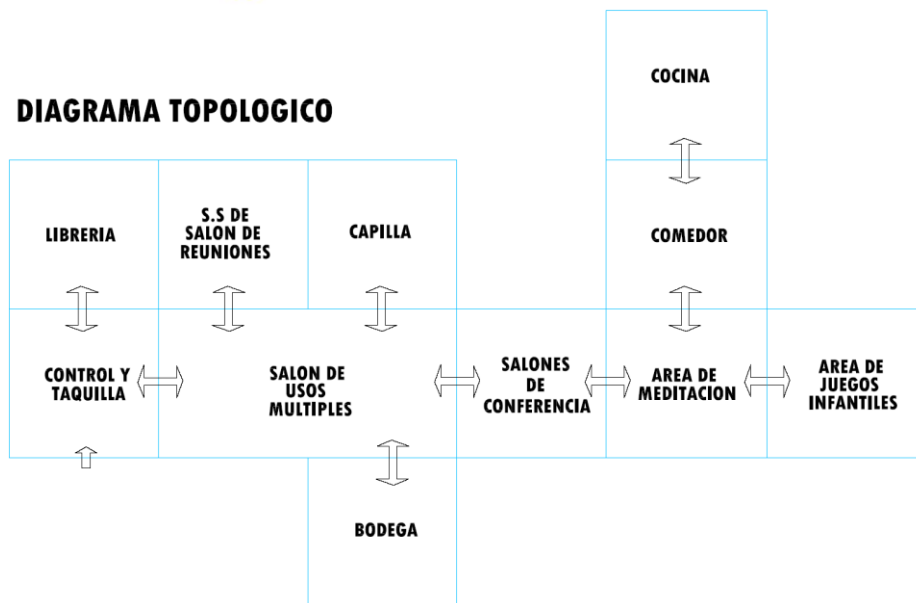 COCINA
DIAGRAMA TOPOLOGICO
LIBRERIA
S.S DE
SALON DE
REUNIONES
CAPILLA
COMEDOR
CONTROL Y
TAQUILLA
SALON DE
USOS
MULTIPLES
SALONES
DE
CONFERENCIA
AREA DE
MEDITACION
AREA DE
JUEGOS
INFANTILES
BODEGA